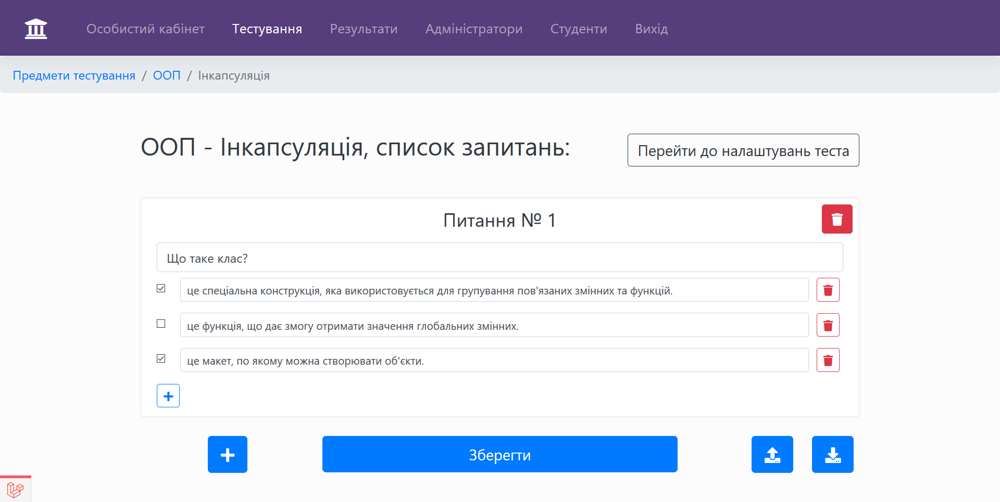 Особистий кабінет Тестування Результати Адміністратори Студенти Вихід
Предмети тестування / ООП / Інкапсуляція
ООП - Інкапсуляція, список запитань:
Перейти до налаштувань теста
Питання № 1
Що таке клас?
це спеціальна конструкція, яка використовується для групування пов'язаних змінних та функцій.
це функція, що дає змогу отримати значення глобальних змінних.
це макет, по якому можна створювати об'єкти.
Зберегти